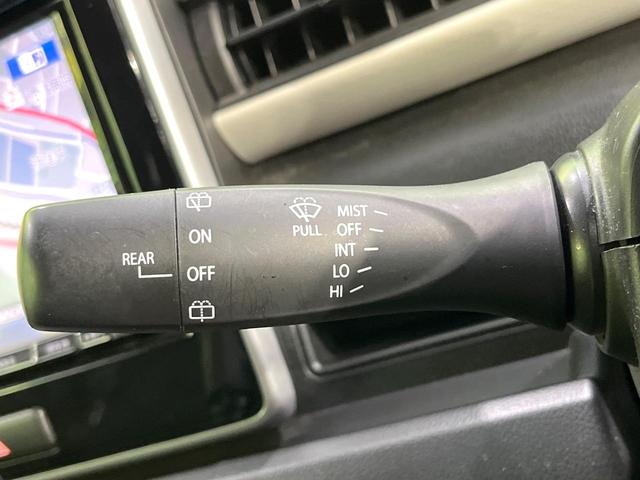 REAR
ON
OFF
PULL
MIST
OFF
INT
LO
HI